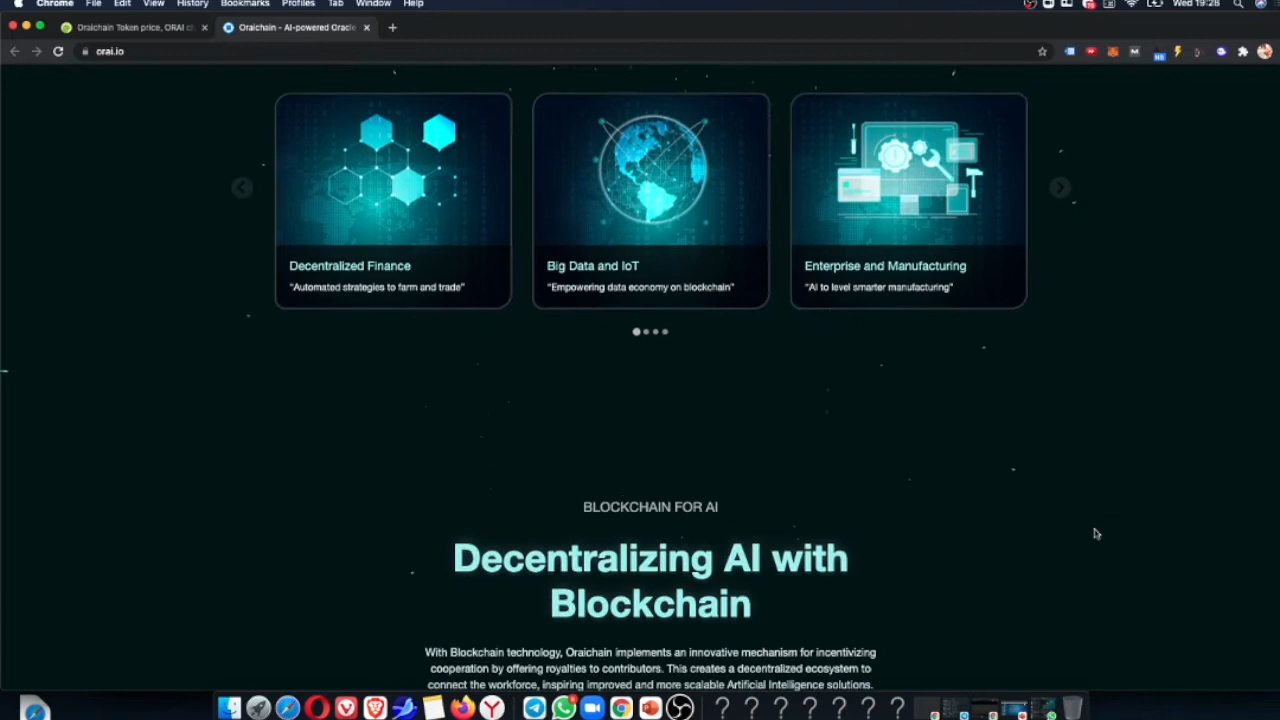 Chrome File Edit View History Bookmarks Profiles Tab Window Help
Wed 19:28
Oraichain Token price, ORAI c
Oraichain - AI-powered Oracle
orai.io
Decentralized Finance
"Automated strategies to farm and trade"
Big Data and IoT
"Empowering data economy on blockchain"
Enterprise and Manufacturing
"AI to level smarter manufacturing"
BLOCKCHAIN FOR AI
Decentralizing AI with
Blockchain
With Blockchain technology, Oraichain implements an innovative mechanism for incentivizing
cooperation by offering royalties to contributors. This creates a decentralized ecosystem to
connect the workforce, inspiring improved and more scalable Artificial Intelligence solutions.